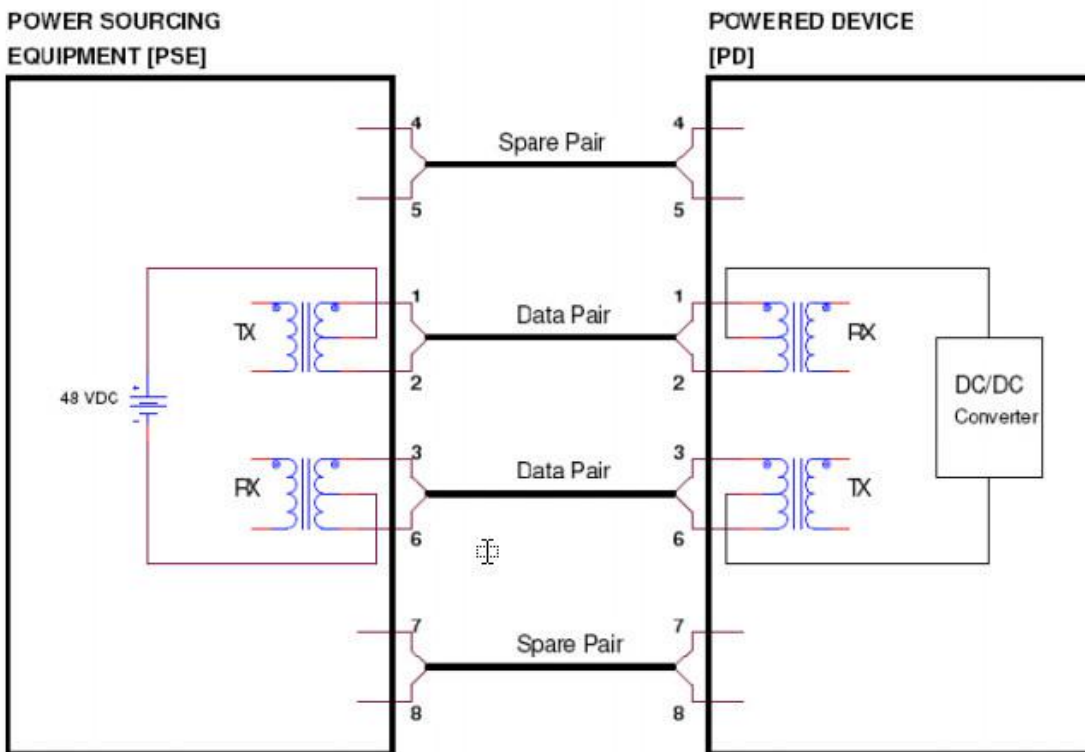 POWER SOURCING
EQUIPMENT [PSE]
POWERED DEVICE
[PD]
4
Spare Pair
4
5
5
1
Data Pair
1
TX
RX
2
2
48 VDC
+
-
DC/DC
Converter
3
Data Pair
3
RX
TX
6
6
7
Spare Pair
7
8
8